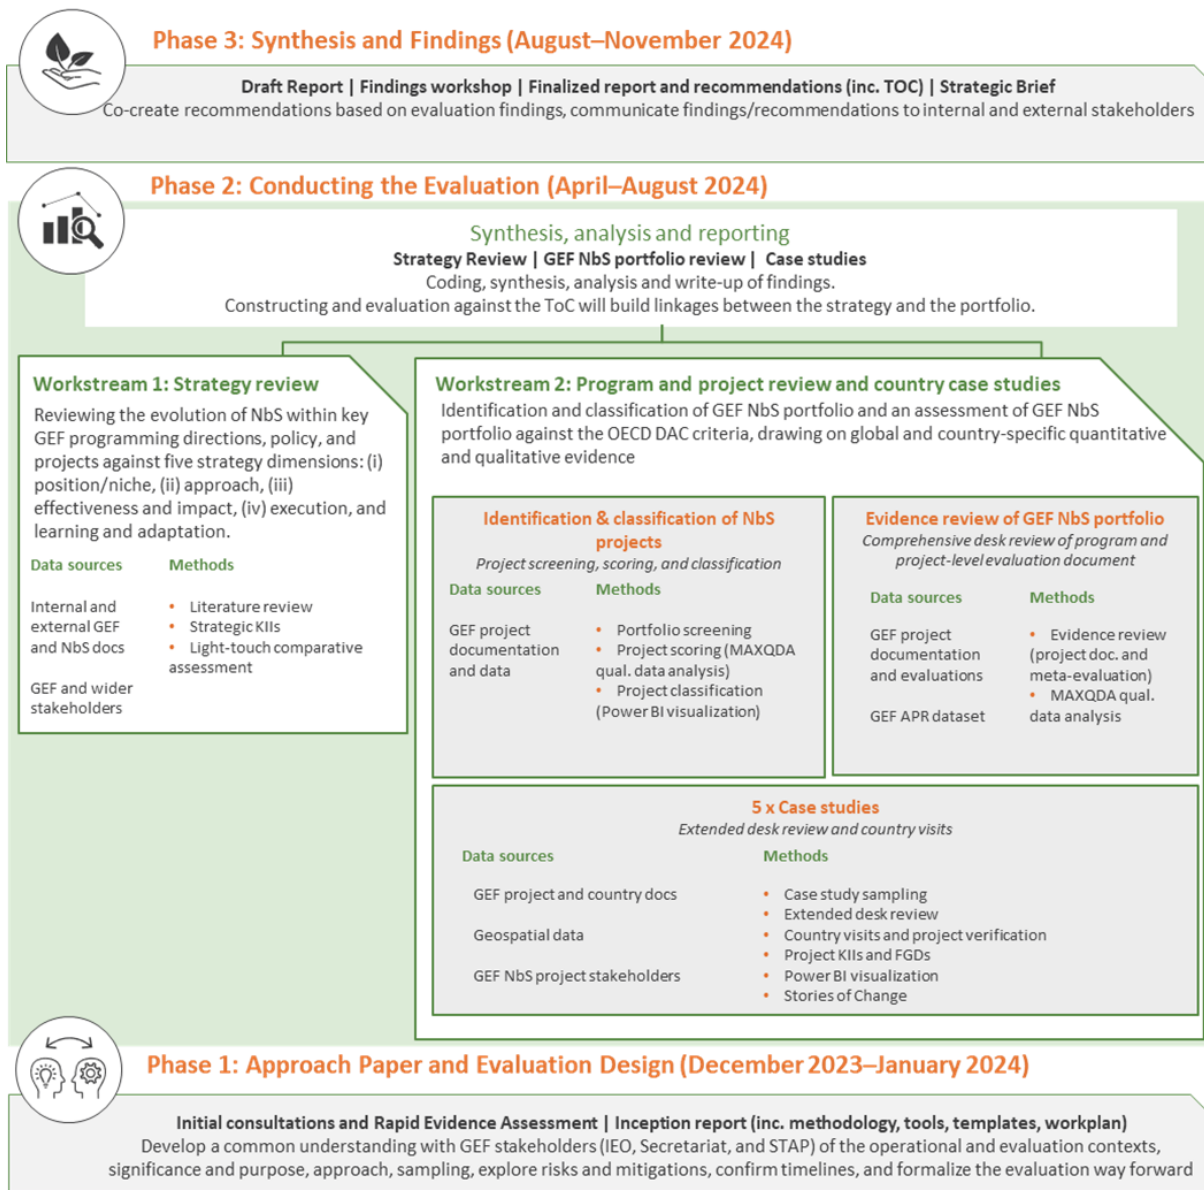 Phase 3: Synthesis and Findings (August–November 2024)
Draft Report | Findings workshop | Finalized report and recommendations (inc. TOC) | Strategic Brief
Co-create recommendations based on evaluation findings, communicate findings/recommendations to internal and external stakeholders
Phase 2: Conducting the Evaluation (April–August 2024)
Synthesis, analysis and reporting
Strategy Review | GEF NbS portfolio review | Case studies
Coding, synthesis, analysis and write-up of findings.
Constructing and evaluation against the ToC will build linkages between the strategy and the portfolio.
Workstream 1: Strategy review
Reviewing the evolution of NbS within key
GEF programming directions, policy, and
projects against five strategy dimensions: (i)
position/niche, (ii) approach, (iii)
effectiveness and impact, (iv) execution, and
learning and adaptation.
Data sources
Internal and
external GEF
and NbS docs
GEF and wider
stakeholders
Methods
• Literature review
• Strategic KIIs
• Light-touch comparative
assessment
Workstream 2: Program and project review and country case studies
Identification and classification of GEF NbS portfolio and an assessment of GEF NbS
portfolio against the OECD DAC criteria, drawing on global and country-specific quantitative
and qualitative evidence
Identification & classification of NbS
projects
Project screening, scoring, and classification
Data sources
GEF project
documentation
and data
Methods
• Portfolio screening
• Project scoring (MAXQDA
qual. data analysis)
• Project classification
(Power BI visualization)
Evidence review of GEF NbS portfolio
Comprehensive desk review of program and
project-level evaluation document
Data sources
GEF project
documentation
and evaluations
GEF APR dataset
Methods
• Evidence review
(project doc. and
meta-evaluation)
• MAXQDA qual.
data analysis
5 x Case studies
Extended desk review and country visits
Data sources
GEF project and country docs
Geospatial data
GEF NbS project stakeholders
Methods
• Case study sampling
• Extended desk review
• Country visits and project verification
• Project KIIs and FGDs
• Power BI visualization
• Stories of Change
Phase 1: Approach Paper and Evaluation Design (December 2023–January 2024)
Initial consultations and Rapid Evidence Assessment | Inception report (inc. methodology, tools, templates, workplan)
Develop a common understanding with GEF stakeholders (IEO, Secretariat, and STAP) of the operational and evaluation contexts,
significance and purpose, approach, sampling, explore risks and mitigations, confirm timelines, and formalize the evaluation way forward